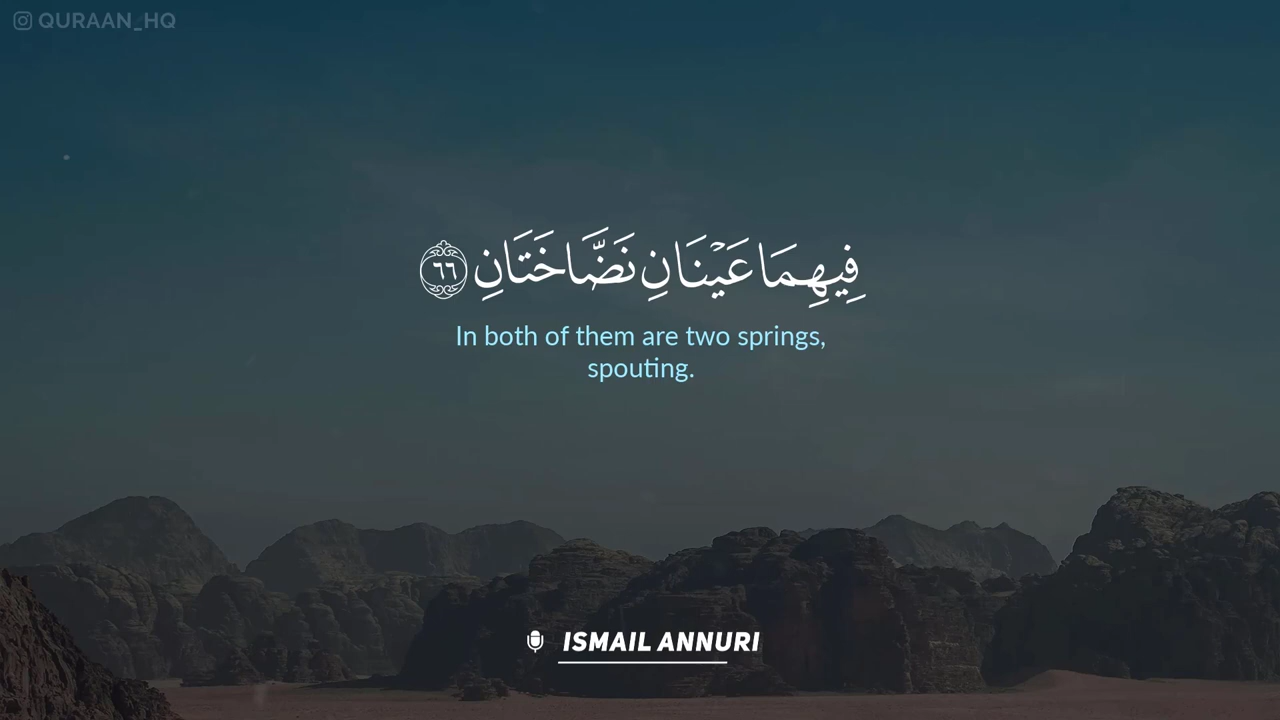 QURAAN_HQ
فِيهِمَا عَيْنَانِ نَضَّاخَتَانِ ٦٦
In both of them are two springs,
spouting.
ISMAIL ANNURI